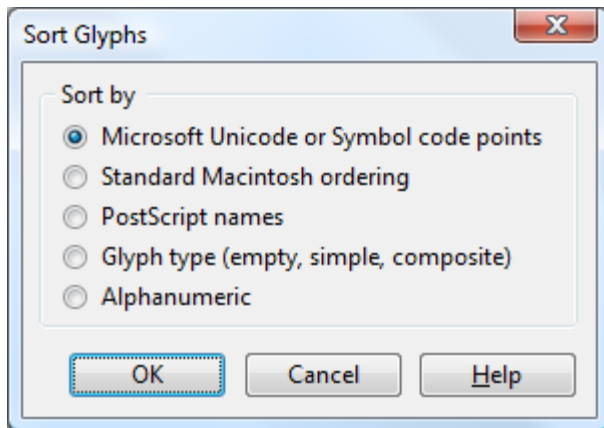 Sort Glyphs
Sort by
Microsoft Unicode or Symbol code points
Standard Macintosh ordering
PostScript names
Glyph type (empty, simple, composite)
Alphanumeric
OK Cancel Help